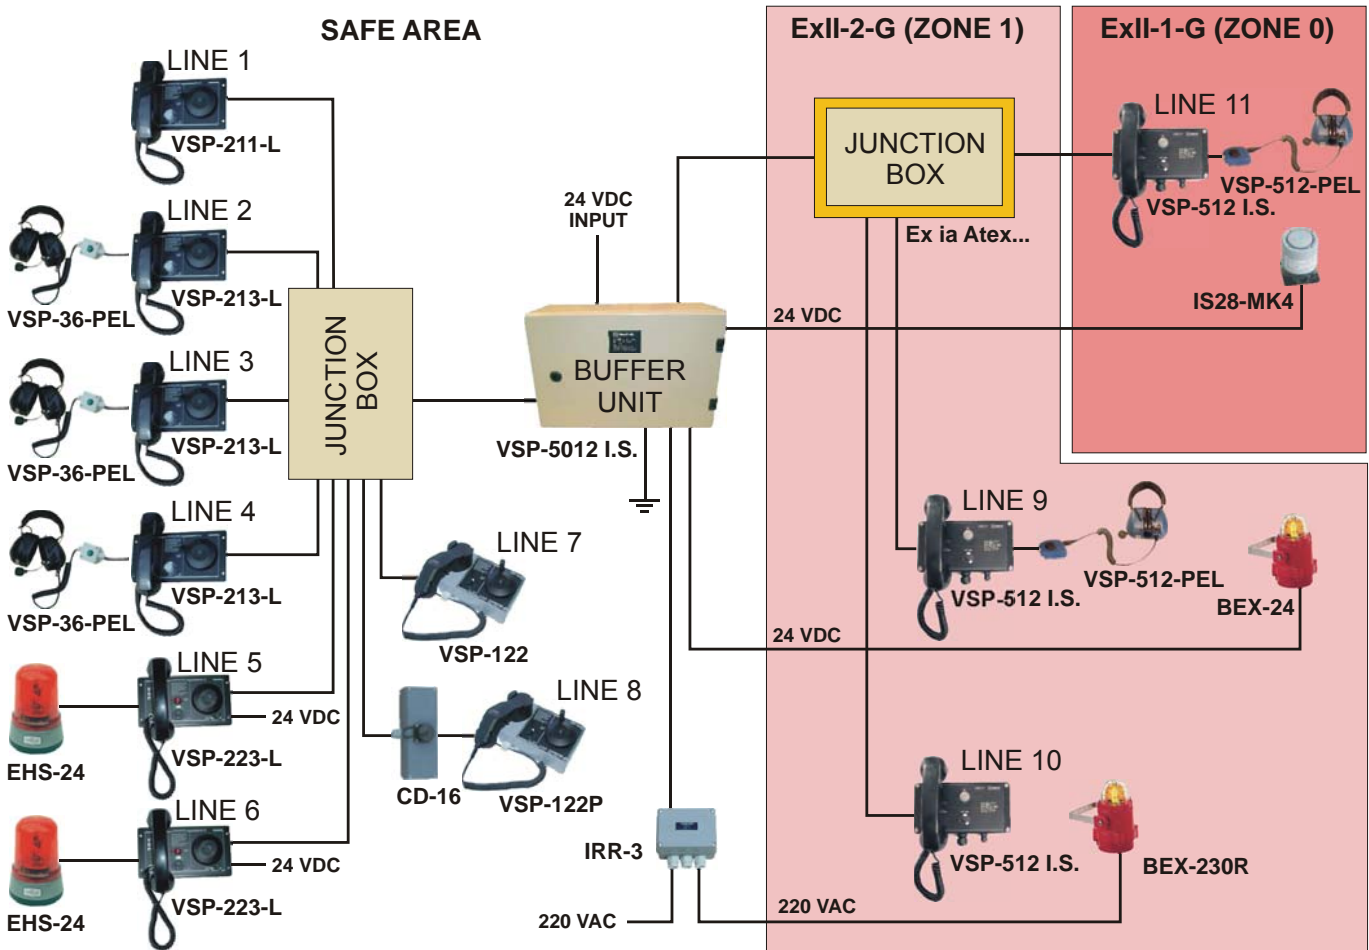 SAFE AREA
ExII-2-G (ZONE 1)
ExII-1-G (ZONE 0)
LINE 1
VSP-211-L
LINE 2
VSP-36-PEL
VSP-213-L
LINE 3
VSP-36-PEL
VSP-213-L
LINE 4
VSP-36-PEL
VSP-213-L
LINE 5
24 VDC
EHS-24
VSP-223-L
LINE 6
24 VDC
EHS-24
VSP-223-L
JUNCTION
BOX
LINE 7
VSP-122
LINE 8
CD-16
VSP-122P
24 VDC
INPUT
BUFFER
UNIT
VSP-5012 I.S.
IRR-3
220 VAC
220 VAC
JUNCTION
BOX
Ex ia Atex...
24 VDC
LINE 11
VSP-512-PEL
VSP-512 I.S.
IS28-MK4
LINE 9
VSP-512-PEL
VSP-512 I.S.
BEX-24
24 VDC
LINE 10
VSP-512 I.S.
BEX-230R